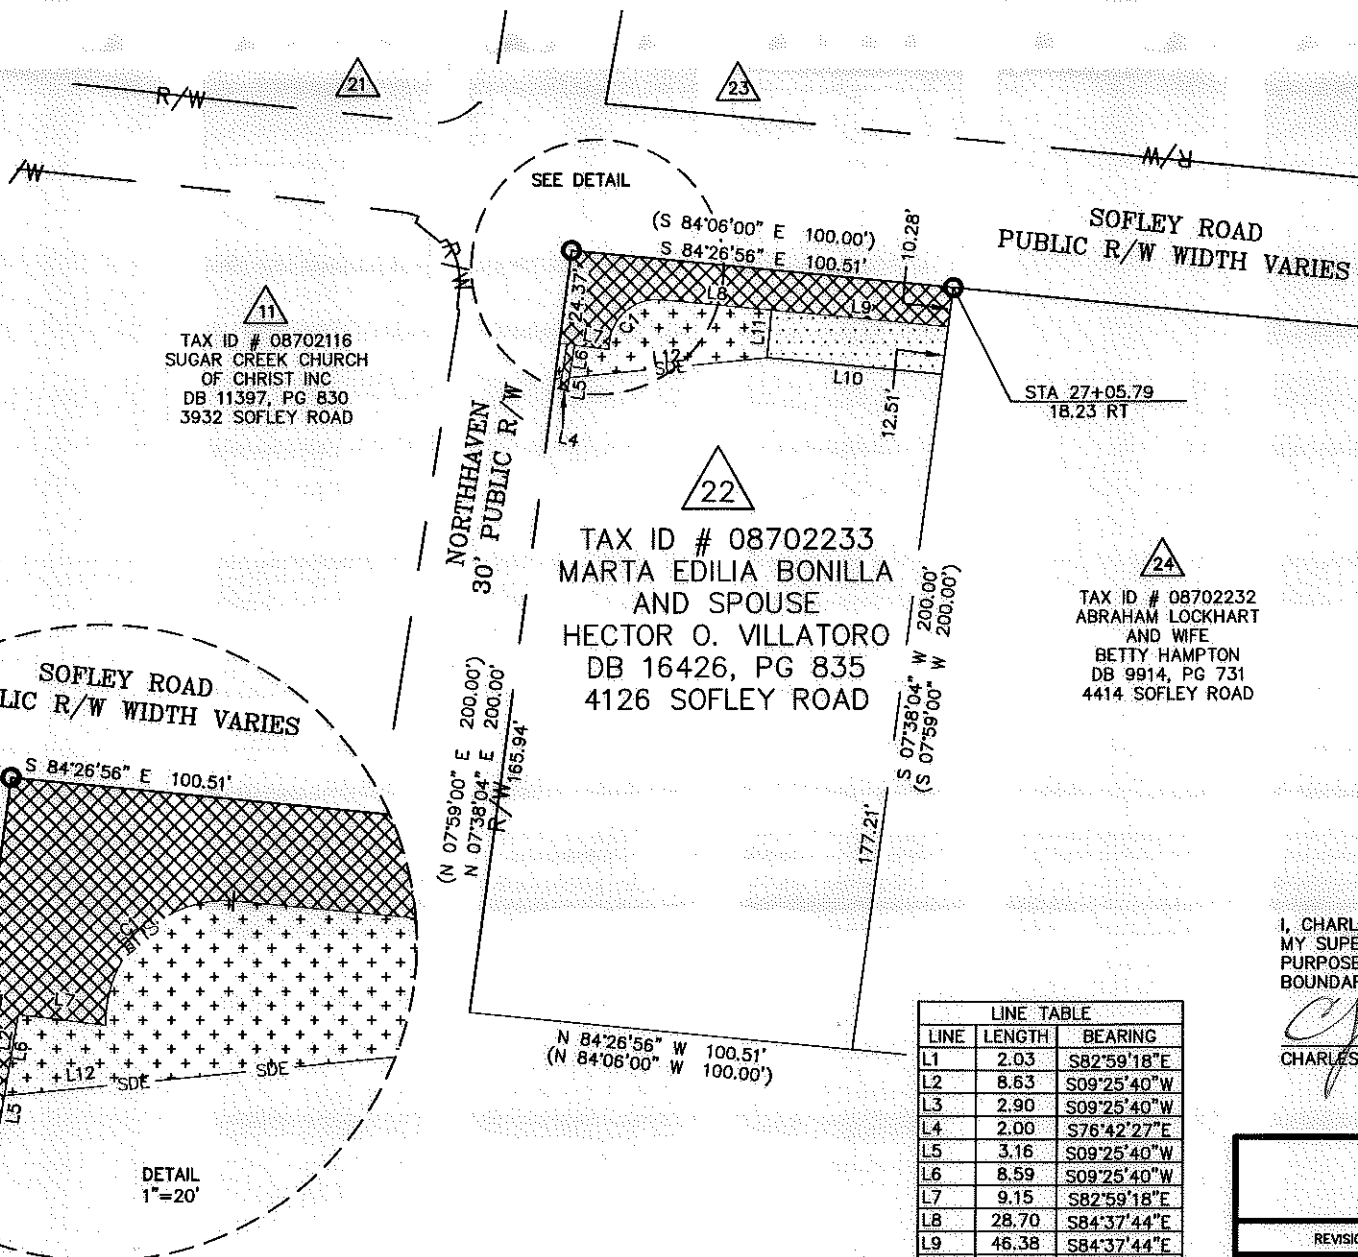 21
23
R/W
/W
R/W
SEE DETAIL
(S 84°06'00" E 100.00')
S 84°26'56" E 100.51'
10.28'
SOFLEY ROAD
PUBLIC R/W WIDTH VARIES
R/W
11
TAX ID # 08702116
SUGAR CREEK CHURCH
OF CHRIST INC
DB 11397, PG 830
3932 SOFLEY ROAD
24.37'
L7
C1
L8
L9
L11
L6
L12
SDE
L5
L10
L4
12.51'
STA 27+05.79
18.23 RT
NORTHHAVEN
30' PUBLIC R/W
22
TAX ID # 08702233
MARTA EDILIA BONILLA
AND SPOUSE
HECTOR O. VILLATORO
DB 16426, PG 835
4126 SOFLEY ROAD
24
TAX ID # 08702232
ABRAHAM LOCKHART
AND WIFE
BETTY HAMPTON
DB 9914, PG 731
4414 SOFLEY ROAD
(N 07°59'00" E 200.00')
N 07°38'04" E 200.00'
R/W
165.94'
S 07°38'04" W 200.00'
(S 07°59'00" W 200.00')
177.21'
N 84°26'56" W 100.51'
(N 84°06'00" W 100.00')
SOFLEY ROAD
LIC R/W WIDTH VARIES
S 84°26'56" E 100.51'
L7
L2
L6
L12
SDE
SDE
L5
DETAIL
1"=20'
LINE TABLE
LINE LENGTH BEARING
L1 2.03 S82°59'18"E
L2 8.63 S09°25'40"W
L3 2.90 S09°25'40"W
L4 2.00 S76°42'27"E
L5 3.16 S09°25'40"W
L6 8.59 S09°25'40"W
L7 9.15 S82°59'18"E
L8 28.70 S84°37'44"E
L9 46.38 S84°37'44"E
I, CHARL
MY SUPE
PURPOSE
BOUNDAR
CHARLES
REVISIO